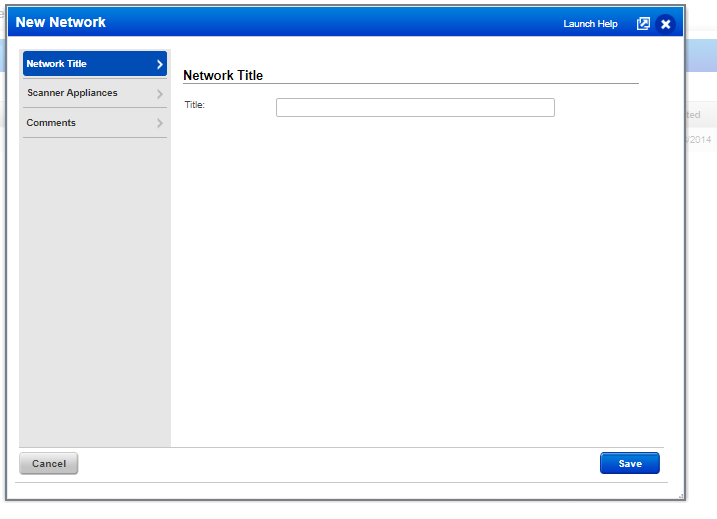 New Network
Launch Help
Network Title
Scanner Appliances
Comments
Network Title
Title:
ted
/2014
Cancel
Save